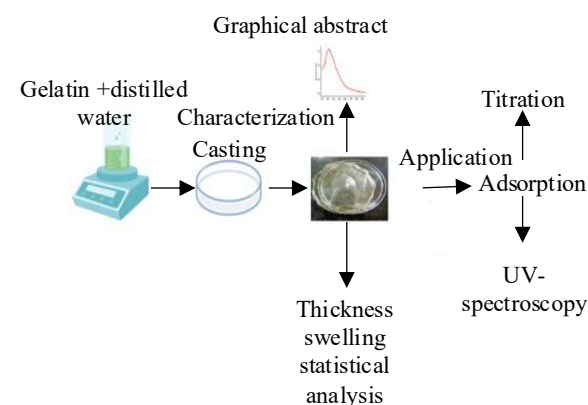 Graphical abstract
Gelatin +distilled
water
Characterization
Casting
Application
Titration
Adsorption
UV-
spectroscopy
Thickness
swelling
statistical
analysis